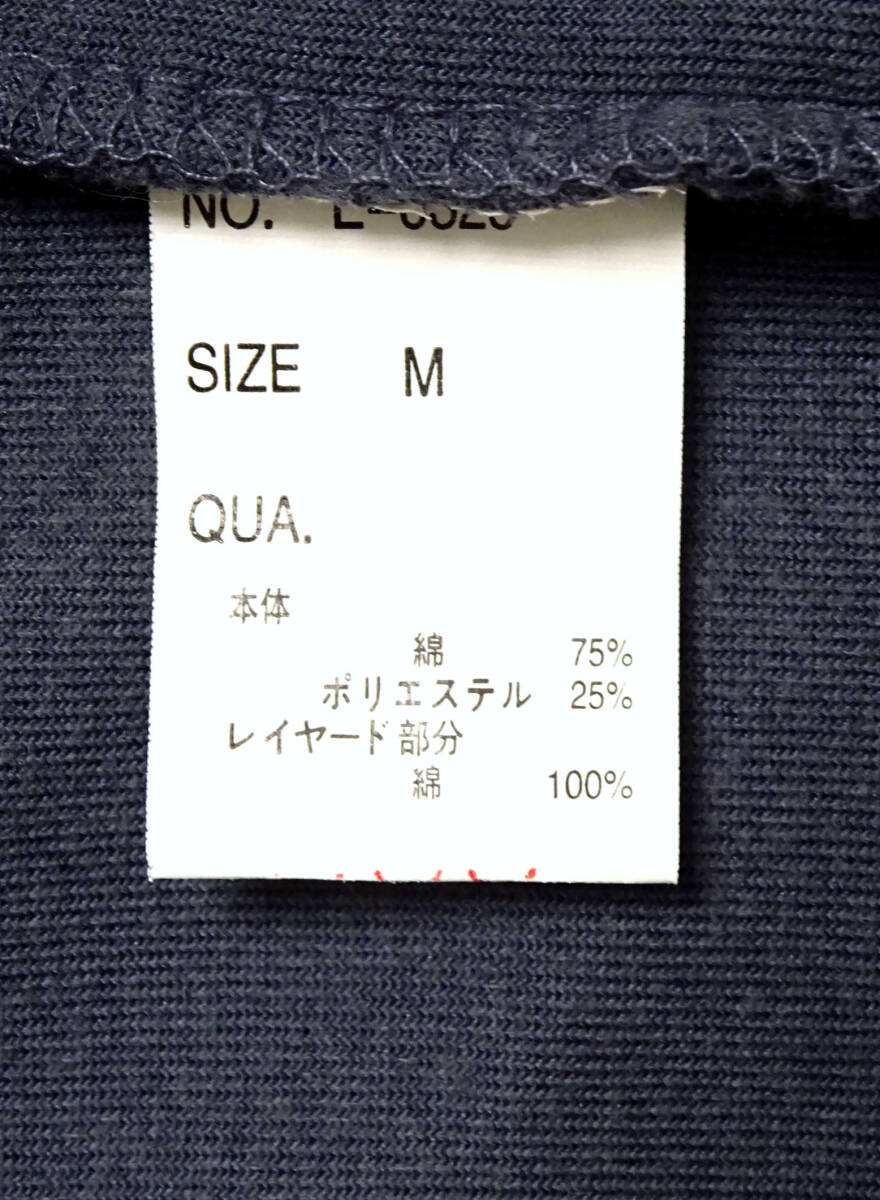 NO.
SIZE M
QUA.
本体
綿 75%
ポリエステル 25%
レイヤード部分
綿 100%